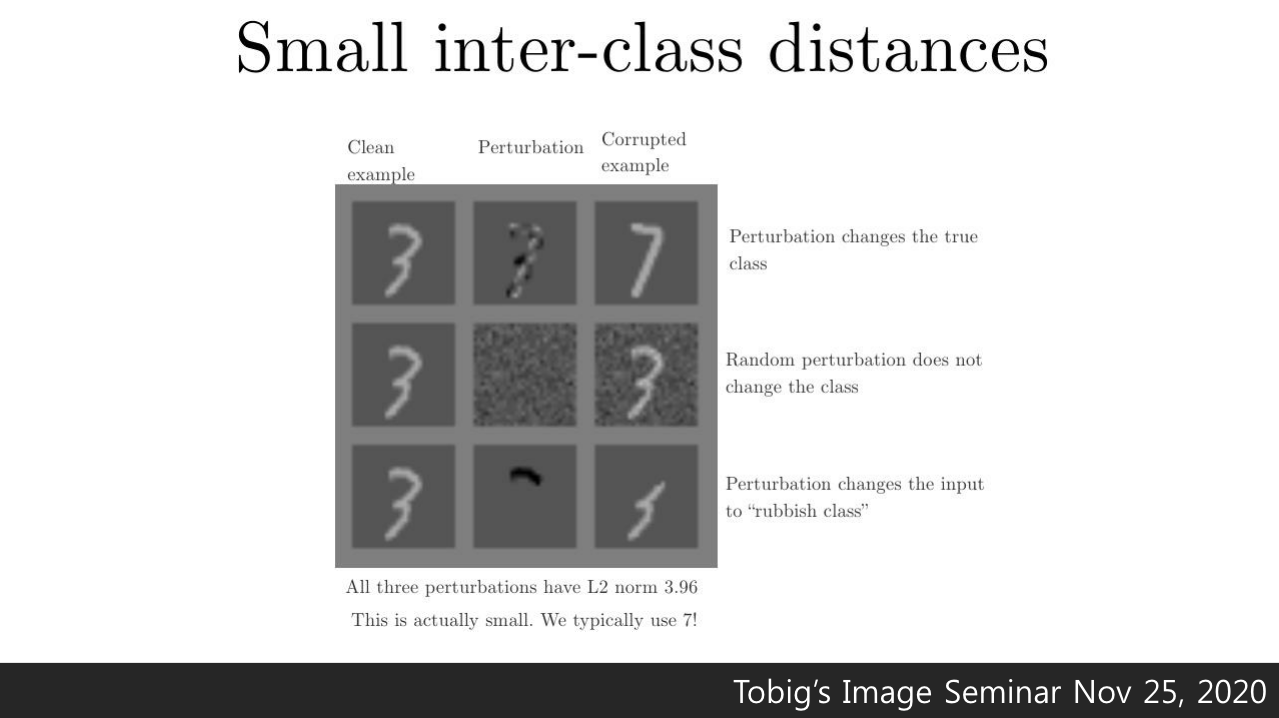 Small inter-class distances
Clean
example
Perturbation
Corrupted
example
Perturbation changes the true
class
Random perturbation does not
change the class
Perturbation changes the input
to “rubbish class”
All three perturbations have L2 norm 3.96
This is actually small. We typically use 7!
Tobig’s Image Seminar Nov 25, 2020